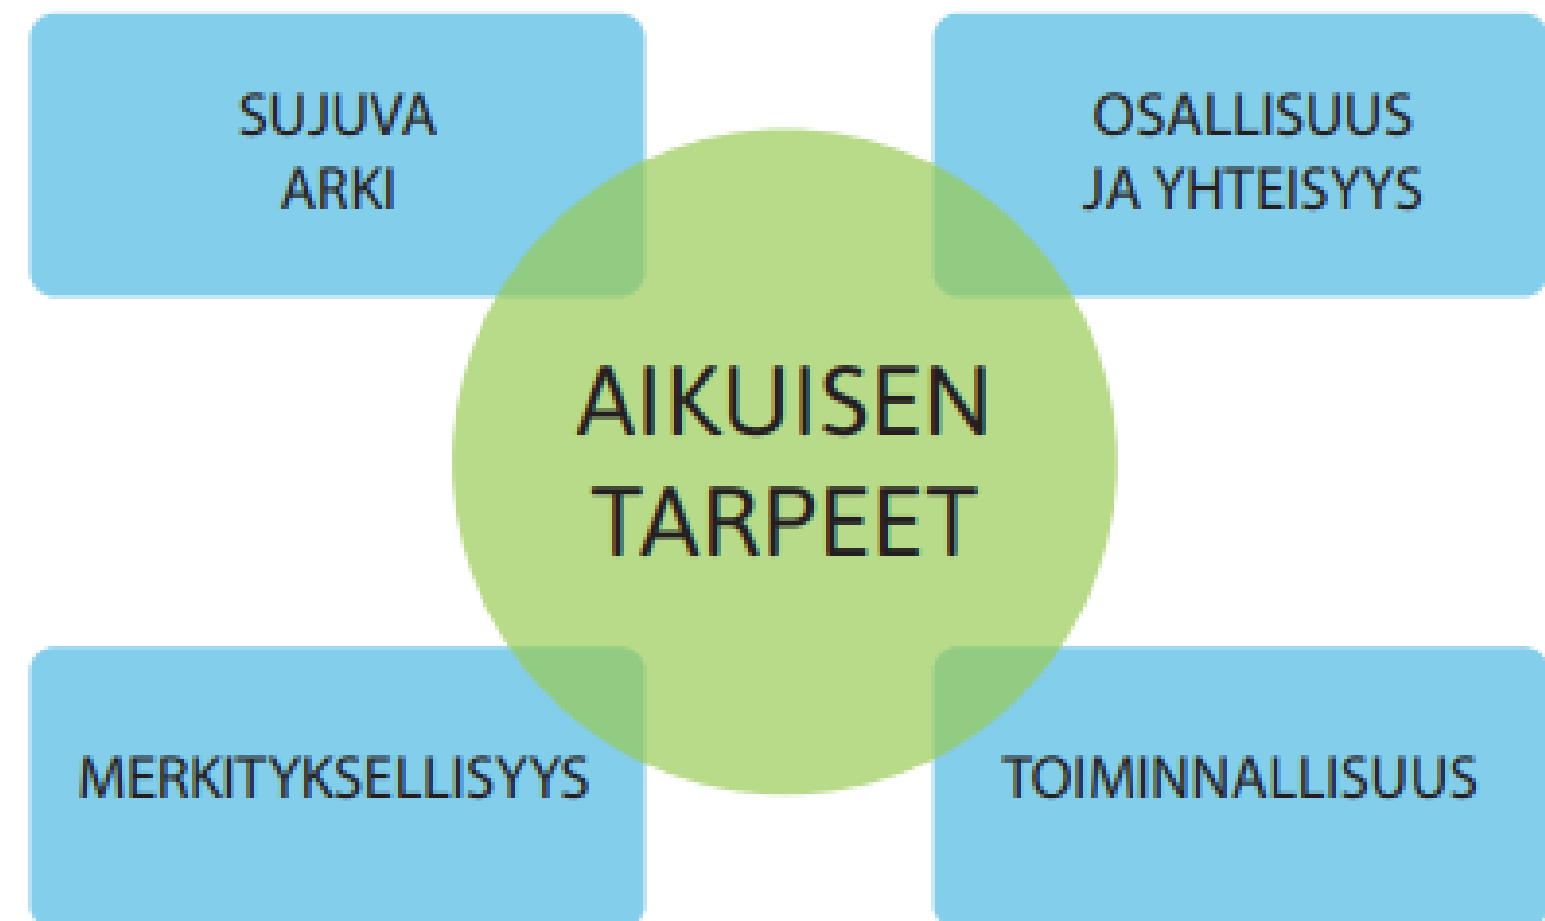 SUJUVA
ARKI
OSALLISUUS
JA YHTEISYYS
AIKUISEN
TARPEET
MERKITYKSELLISYYS
TOIMINNALLISUUS